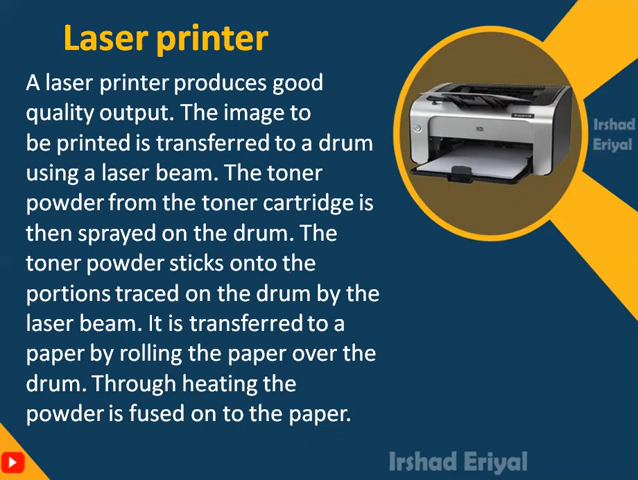 Laser printer
A laser printer produces good
quality output. The image to
be printed is transferred to a drum
using a laser beam. The toner
powder from the toner cartridge is
then sprayed on the drum. The
toner powder sticks onto the
portions traced on the drum by the
laser beam. It is transferred to a
paper by rolling the paper over the
drum. Through heating the
powder is fused on to the paper.
Irshad
Eriyal
Irshad Eriyal